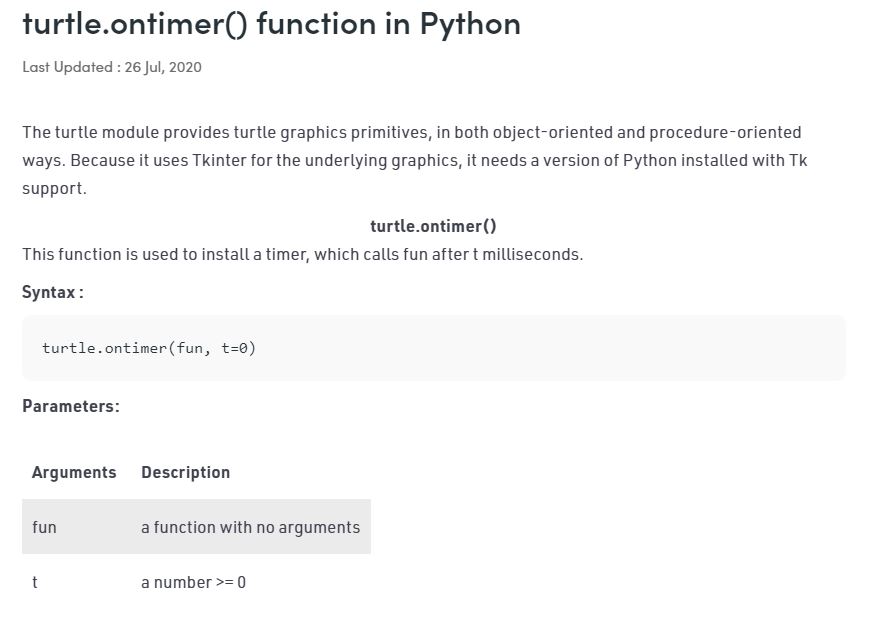 turtle.ontimer() function in Python
Last Updated : 26 Jul, 2020
The turtle module provides turtle graphics primitives, in both object-oriented and procedure-oriented
ways. Because it uses Tkinter for the underlying graphics, it needs a version of Python installed with Tk
support.
turtle.ontimer()
This function is used to install a timer, which calls fun after t milliseconds.
Syntax :
turtle.ontimer(fun, t=0)
Parameters:
Arguments Description
fun a function with no arguments
t a number >= 0